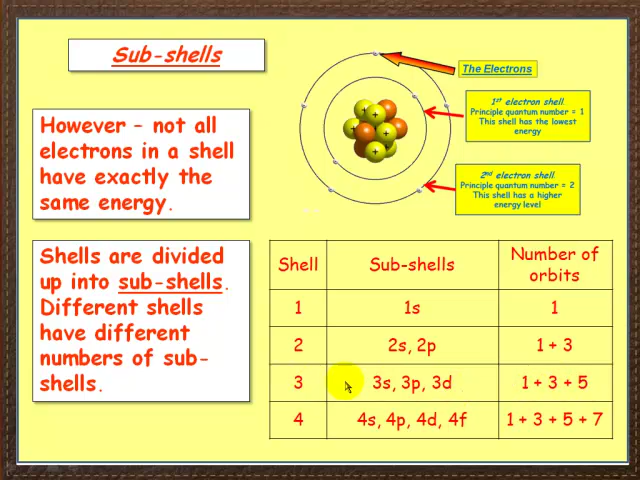 Sub-shells
However – not all
electrons in a shell
have exactly the
same energy.
The Electrons
1st electron shell.
Principle quantum number = 1
This shell has the lowest
energy
2nd electron shell.
Principle quantum number = 2
This shell has a higher
energy level
Shells are divided
up into sub-shells.
Different shells
have different
numbers of sub-
shells.
Shell Sub-shells Number of
orbits
1 1s 1
2 2s, 2p 1 + 3
3 3s, 3p, 3d 1 + 3 + 5
4 4s, 4p, 4d, 4f 1 + 3 + 5 + 7